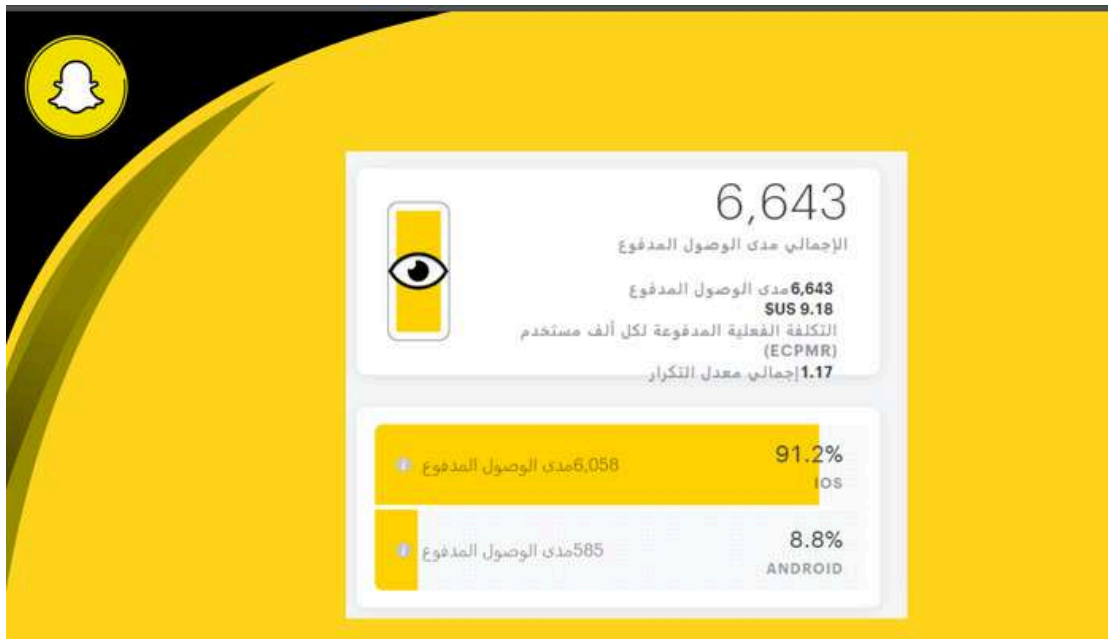 6,643
الإجمالي مدى الوصول المدفوع
6,643مدى الوصول المدفوع
$US 9.18
التكلفة الفعلية المدفوعة لكل ألف مستخدم
(ECPMR)
1.17إجمالي معدل التكرار
91.2%
6,058مدى الوصول المدفوع
IOS
8.8%
585مدى الوصول المدفوع
ANDROID